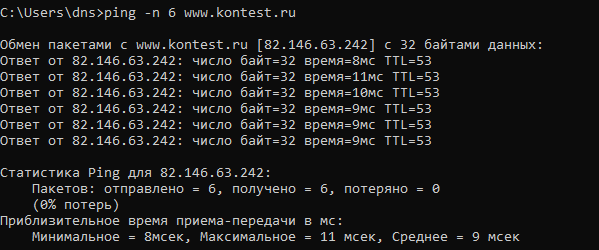 C:\Users\dns>ping -n 6 www.kontest.ru
Обмен пакетами с www.kontest.ru [82.146.63.242] с 32 байтами данных:
Ответ от 82.146.63.242: число байт=32 время=8мс TTL=53
Ответ от 82.146.63.242: число байт=32 время=11мс TTL=53
Ответ от 82.146.63.242: число байт=32 время=10мс TTL=53
Ответ от 82.146.63.242: число байт=32 время=9мс TTL=53
Ответ от 82.146.63.242: число байт=32 время=9мс TTL=53
Ответ от 82.146.63.242: число байт=32 время=9мс TTL=53
Статистика Ping для 82.146.63.242:
    Пакетов: отправлено = 6, получено = 6, потеряно = 0
    (0% потерь)
Приблизительное время приема-передачи в мс:
    Минимальное = 8мсек, Максимальное = 11 мсек, Среднее = 9 мсек